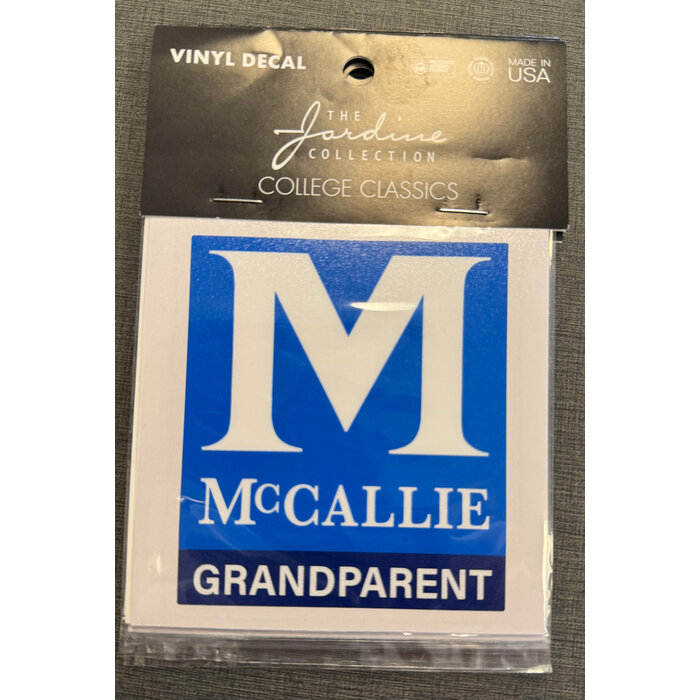 VINYL DECAL
MADE IN
USA
THE
Jardine
COLLECTION
COLLEGE CLASSICS
M
McCALLIE
GRANDPARENT